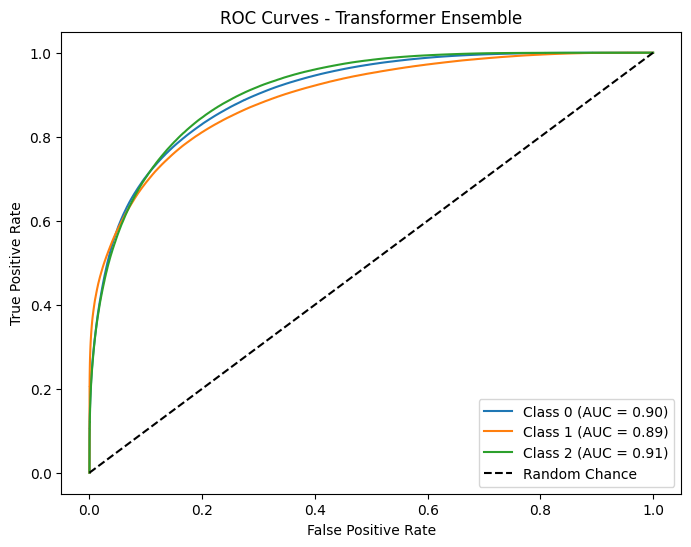 ROC Curves - Transformer Ensemble
True Positive Rate
1.0
0.8
0.6
0.4
0.2
0.0
0.0 0.2 0.4 0.6 0.8 1.0
False Positive Rate
Class 0 (AUC = 0.90)
Class 1 (AUC = 0.89)
Class 2 (AUC = 0.91)
Random Chance